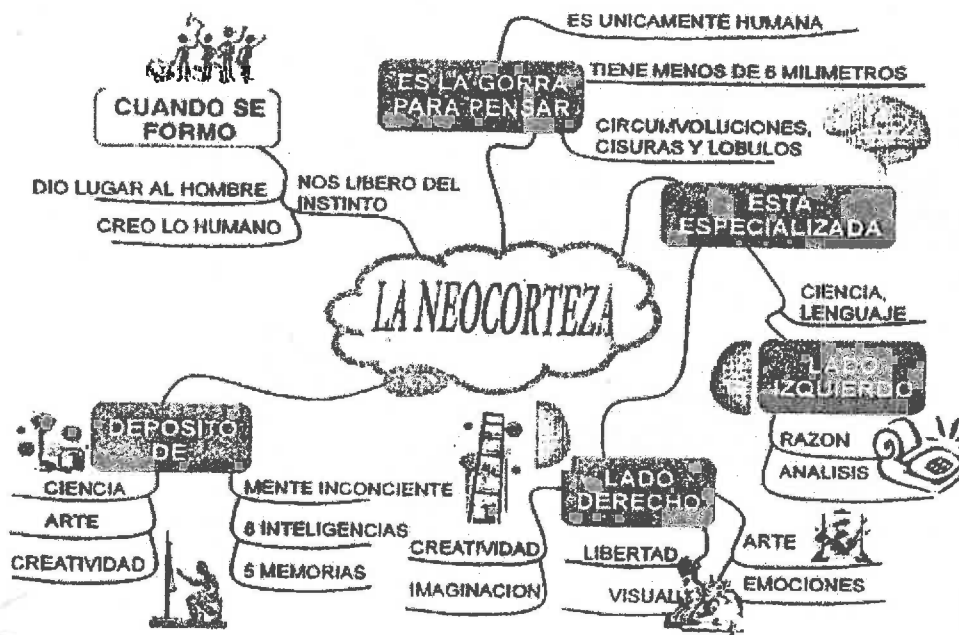 ES UNICAMENTE HUMANA
ES LA GORRA
PARA PENSAR
TIENE MENOS DE 6 MILIMETROS
CIRCUMVOLUCIONES,
CISURAS Y LOBULOS
CUANDO SE
FORMO
NOS LIBERO DEL
INSTINTO
DIO LUGAR AL HOMBRE
CREO LO HUMANO
ESTA
ESPECIALIZADA
LA NEOCORTEZA
CIENCIA,
LENGUAJE
LADO
IZQUIERDO
RAZON
ANALISIS
DEPOSITO
DE
CIENCIA
ARTE
CREATIVIDAD
MENTE INCONCIENTE
8 INTELIGENCIAS
5 MEMORIAS
LADO
DERECHO
CREATIVIDAD
IMAGINACION
LIBERTAD
VISUAL
ARTE
EMOCIONES